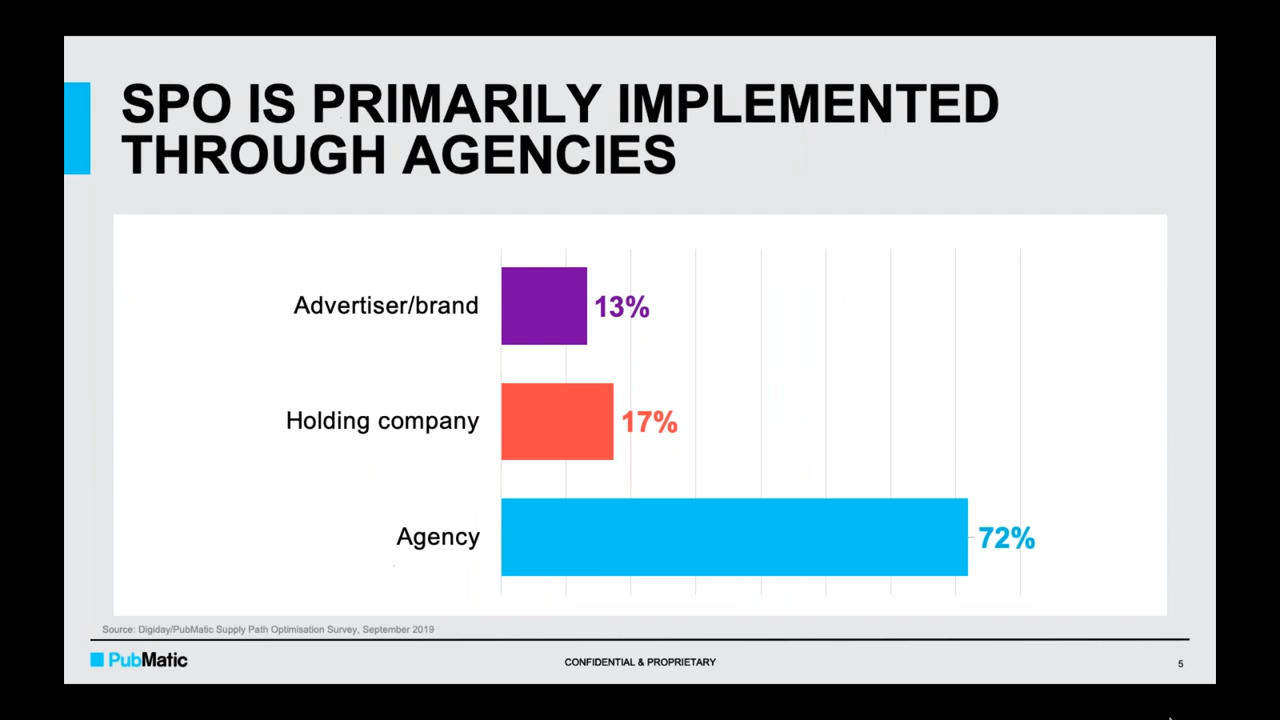 SPO IS PRIMARILY IMPLEMENTED
THROUGH AGENCIES
Advertiser/brand
13%
Holding company
17%
Agency
72%
Source: Digiday/PubMatic Supply Path Optimisation Survey, September 2019
PubMatic
CONFIDENTIAL & PROPRIETARY
5